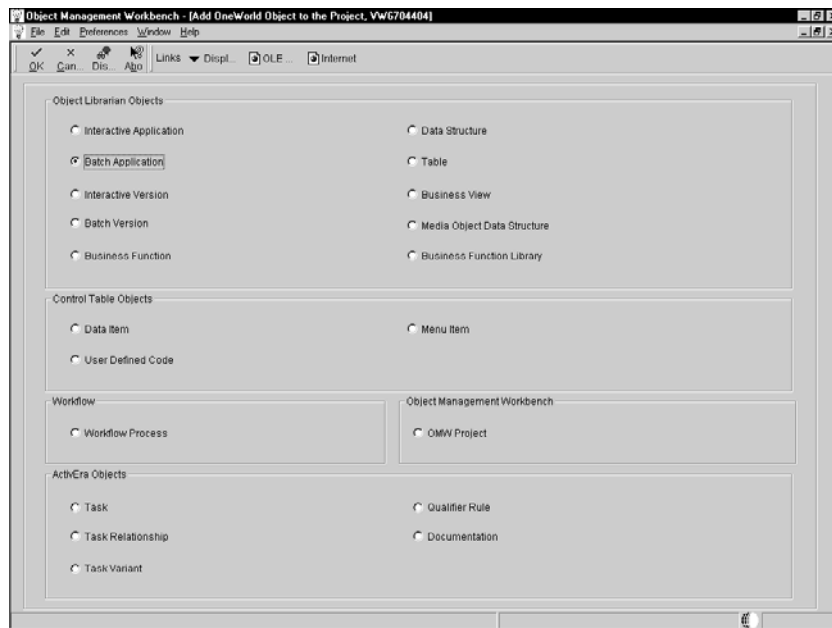 Object Management Workbench - [Add OneWorld Object to the Project, VW6704404]
File Edit Preferences Window Help
OK Can... Dis... Abo Links Displ... OLE ... Internet
Object Librarian Objects
Interactive Application Data Structure
Batch Application Table
Interactive Version Business View
Batch Version Media Object Data Structure
Business Function Business Function Library
Control Table Objects
Data Item Menu Item
User Defined Code
Workflow Object Management Workbench
Workflow Process OMW Project
ActivEra Objects
Task Qualifier Rule
Task Relationship Documentation
Task Variant